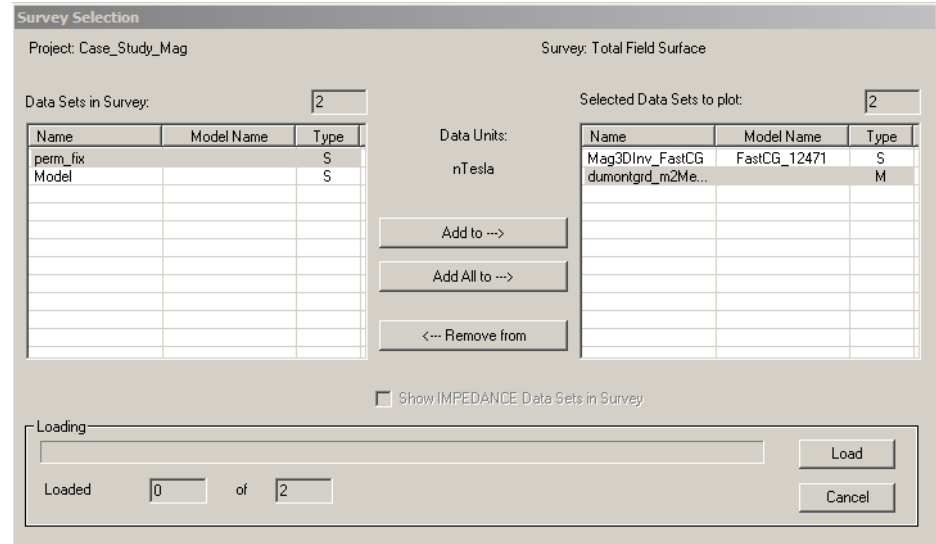 Survey Selection
Project: Case_Study_Mag Survey: Total Field Surface
Data Sets in Survey: 2 Selected Data Sets to plot: 2
Name Model Name Type Data Units: Name Model Name Type
perm_fix S nTesla Mag3DInv_FastCG FastCG_12471 S
Model S dumontgrd_m2Me... M
Add to --->
Add All to --->
<--- Remove from
Show IMPEDANCE Data Sets in Survey
Loading
Load
Loaded 0 of 2
Cancel